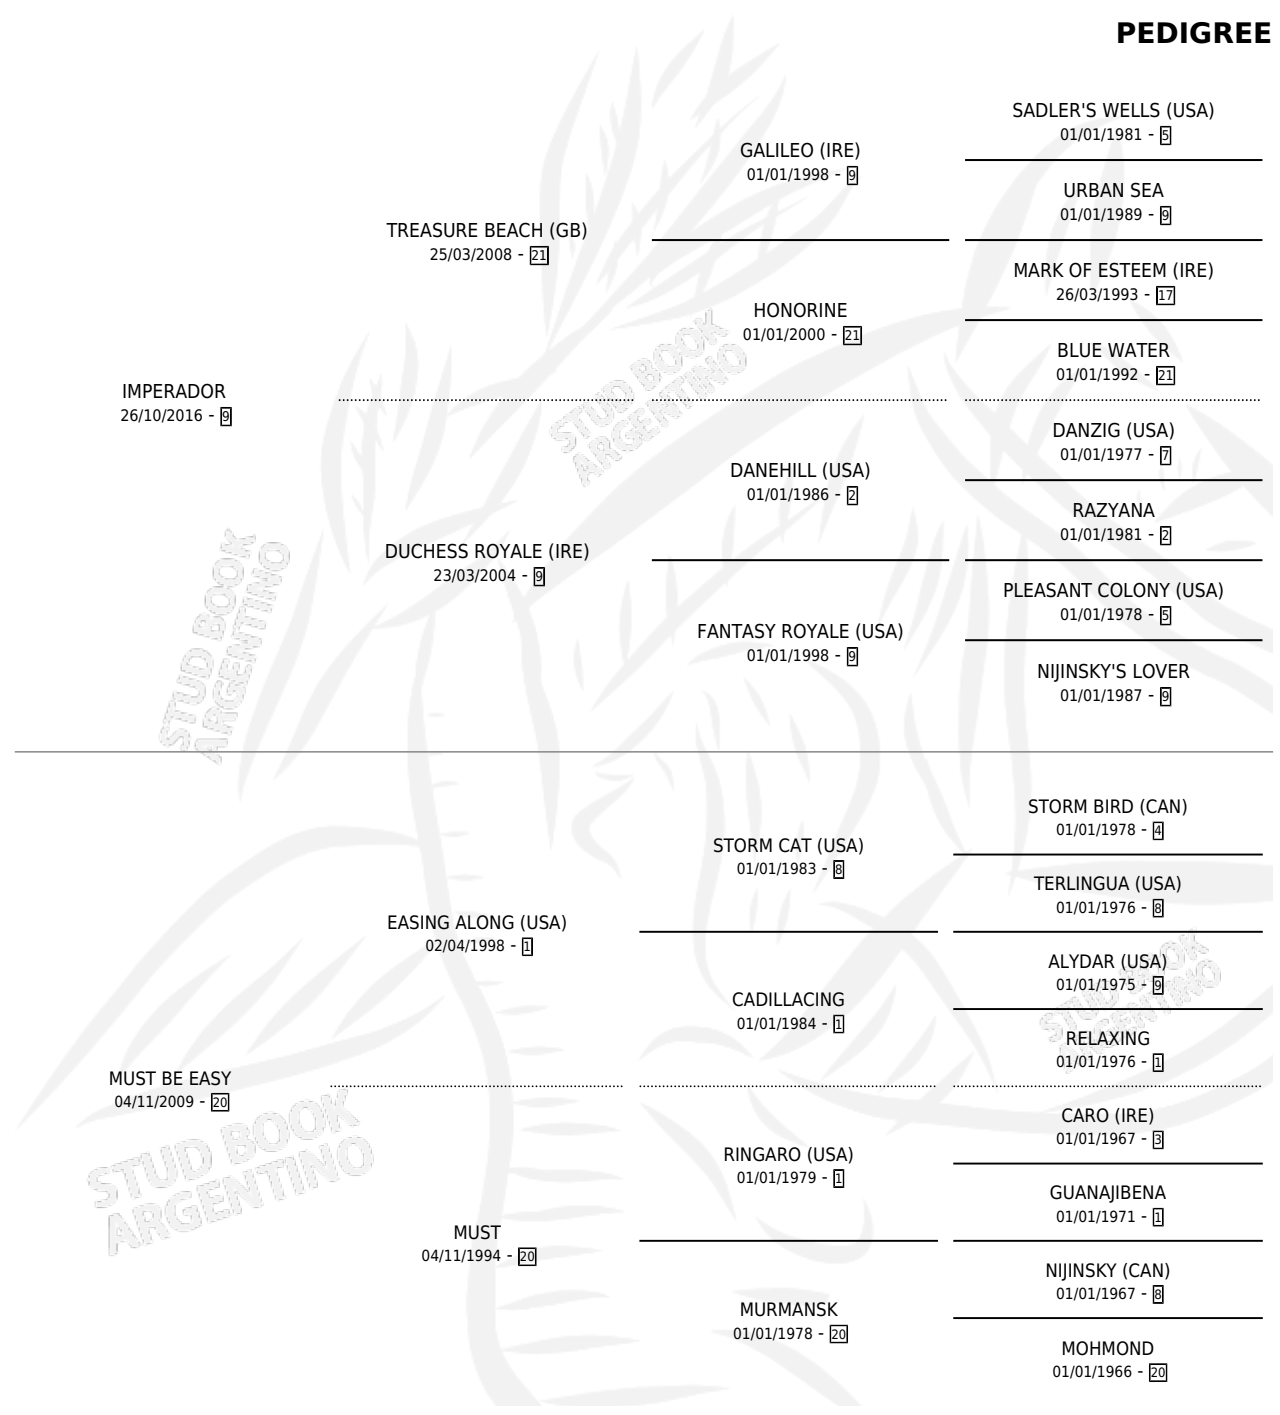 PEDIGREE
SADLER'S WELLS (USA)
01/01/1981 - 5
GALILEO (IRE)
01/01/1998 - 9
URBAN SEA
01/01/1989 - 9
TREASURE BEACH (GB)
25/03/2008 - 21
MARK OF ESTEEM (IRE)
26/03/1993 - 17
HONORINE
01/01/2000 - 21
BLUE WATER
01/01/1992 - 21
IMPERADOR
26/10/2016 - 9
DANZIG (USA)
01/01/1977 - 7
DANEHILL (USA)
01/01/1986 - 2
RAZYANA
01/01/1981 - 2
DUCHESS ROYALE (IRE)
23/03/2004 - 9
PLEASANT COLONY (USA)
01/01/1978 - 5
FANTASY ROYALE (USA)
01/01/1998 - 9
NIJINSKY'S LOVER
01/01/1987 - 9
STORM BIRD (CAN)
01/01/1978 - 4
STORM CAT (USA)
01/01/1983 - 8
TERLINGUA (USA)
01/01/1976 - 8
EASING ALONG (USA)
02/04/1998 - 1
ALYDAR (USA)
01/01/1975 - 9
CADILLACING
01/01/1984 - 1
RELAXING
01/01/1976 - 1
MUST BE EASY
04/11/2009 - 20
CARO (IRE)
01/01/1967 - 3
RINGARO (USA)
01/01/1979 - 1
GUANAJIBENA
01/01/1971 - 1
MUST
04/11/1994 - 20
NIJINSKY (CAN)
01/01/1967 - 8
MURMANSK
01/01/1978 - 20
MOHMOND
01/01/1966 - 20
STUD BOOK
ARGENTINO
STUD BOOK
ARGENTINO
STUD BOOK
ARGENTINO
STUD BOOK
ARGENTINO